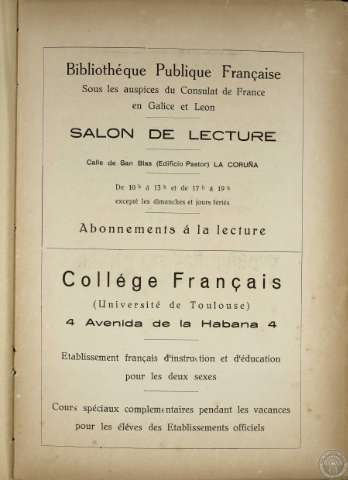 Bibliothéque Publique Française
Sous les auspices du Consulat de France
en Galice et Leon
SALON DE LECTURE
Calle de San Blas (Edificio Pastor) LA CORUÑA
De 10 h á 13 h et de 17 h á 19 h
excepté les dimanches et jours feriés
Abonnements á la lecture
Collége Français
(Université de Toulouse)
4 Avenida de la Habana 4
Etablissement français d'instruction et d'éducation
pour les deux sexes
Cours spéciaux complementaires pendant les vacances
pour les éléves des Etablissements officiels